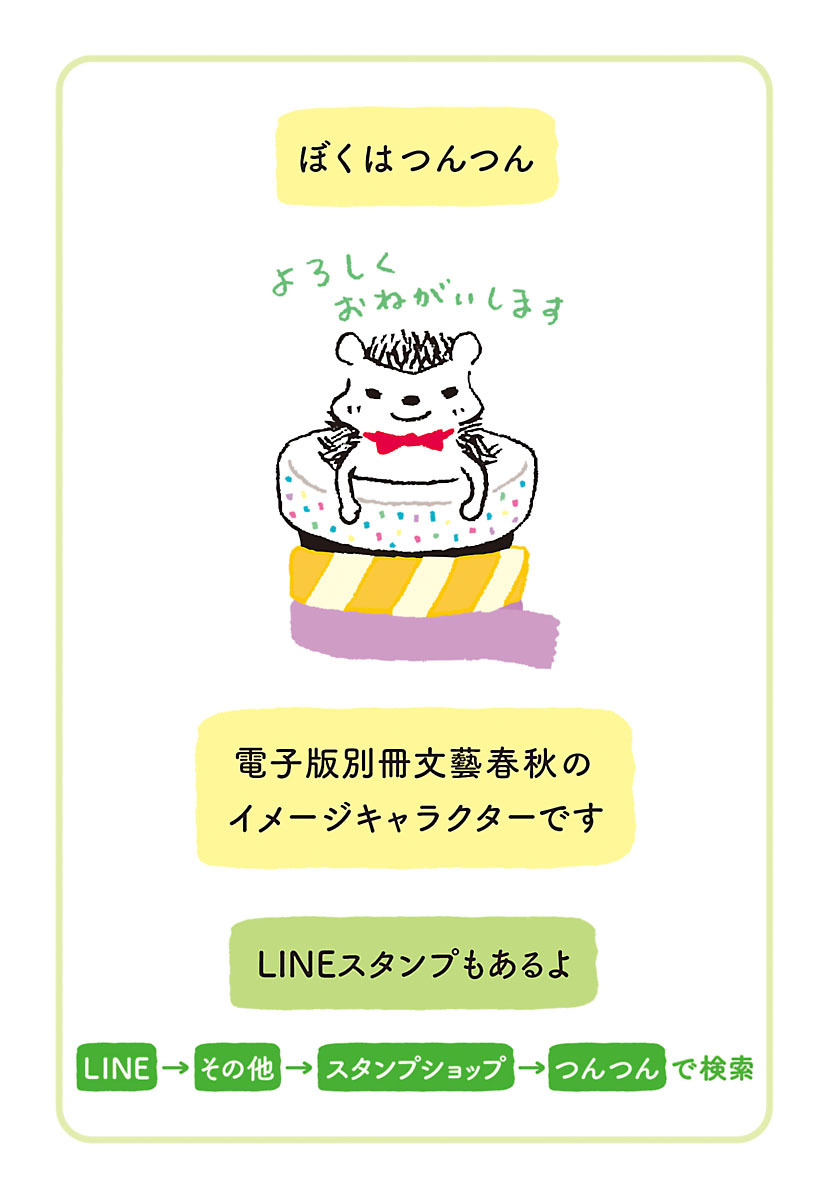 ぼくはつんつん
よろしく
おねがいします
電子版別冊文藝春秋の
イメージキャラクターです
LINEスタンプもあるよ
LINE→その他→スタンプショップ→つんつんで検索